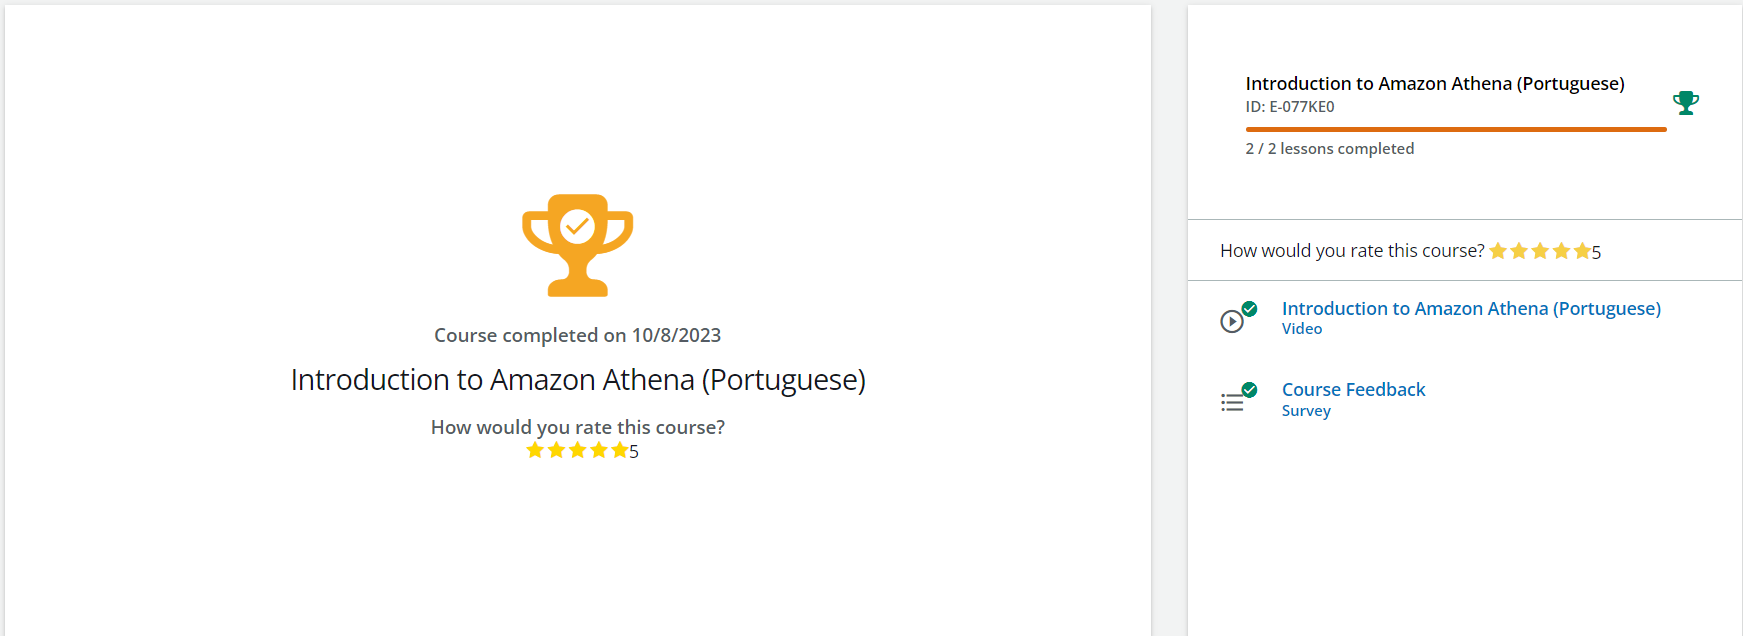 Course completed on 10/8/2023
Introduction to Amazon Athena (Portuguese)
How would you rate this course?
5
Introduction to Amazon Athena (Portuguese)
ID: E-077KE0
2 / 2 lessons completed
How would you rate this course? 5
Introduction to Amazon Athena (Portuguese)
Video
Course Feedback
Survey